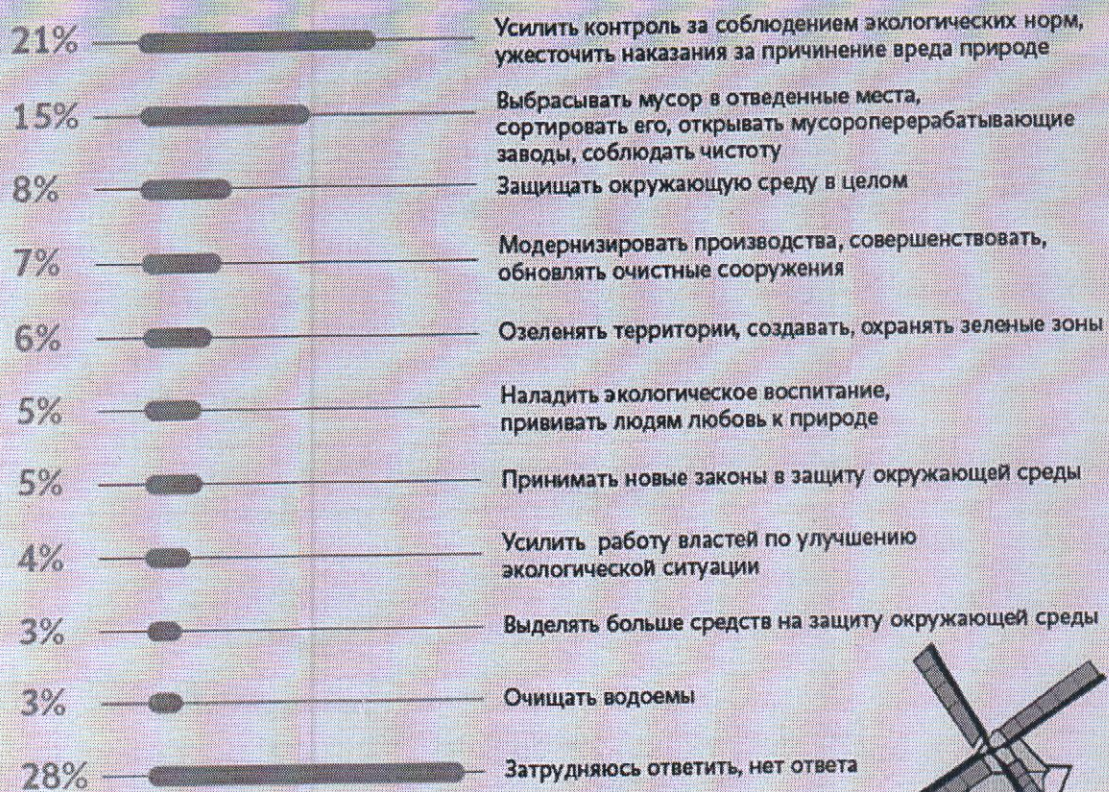 21%
Усилить контроль за соблюдением экологических норм,
ужесточить наказания за причинение вреда природе
15%
Выбрасывать мусор в отведенные места,
сортировать его, открывать мусороперерабатывающие
заводы, соблюдать чистоту
8%
Защищать окружающую среду в целом
7%
Модернизировать производства, совершенствовать,
обновлять очистные сооружения
6%
Озеленять территории, создавать, охранять зеленые зоны
5%
Наладить экологическое воспитание,
прививать людям любовь к природе
5%
Принимать новые законы в защиту окружающей среды
4%
Усилить работу властей по улучшению
экологической ситуации
3%
Выделять больше средств на защиту окружающей среды
3%
Очищать водоемы
28%
Затрудняюсь ответить, нет ответа